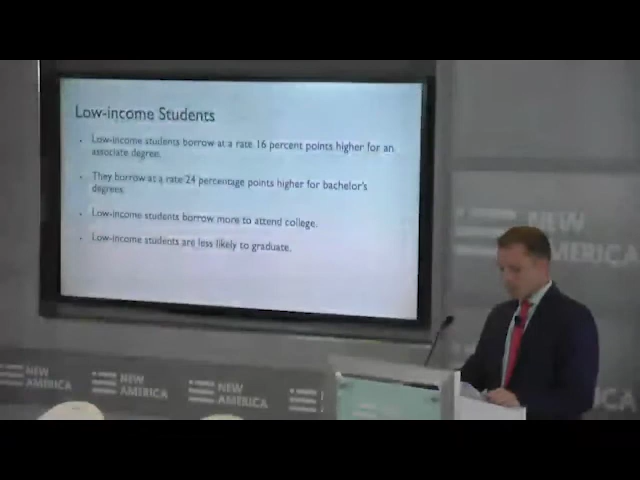 Low-income Students
• Low-income students borrow at a rate 16 percent points higher for an
associate degree.
• They borrow at a rate 24 percentage points higher for bachelor's
degrees.
• Low-income students borrow more to attend college.
• Low-income students are less likely to graduate.
NEW
AMERICA
NEW
AMERICA
NEW
AMERICA
NEW
AMERICA